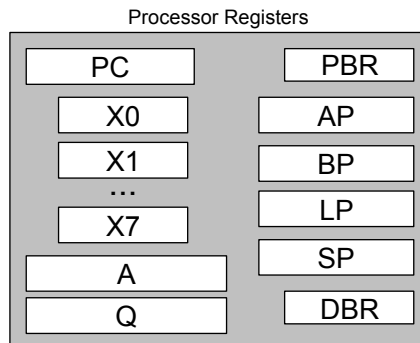 Processor Registers
PC
PBR
X0
AP
X1
BP
...
LP
X7
SP
A
Q
DBR